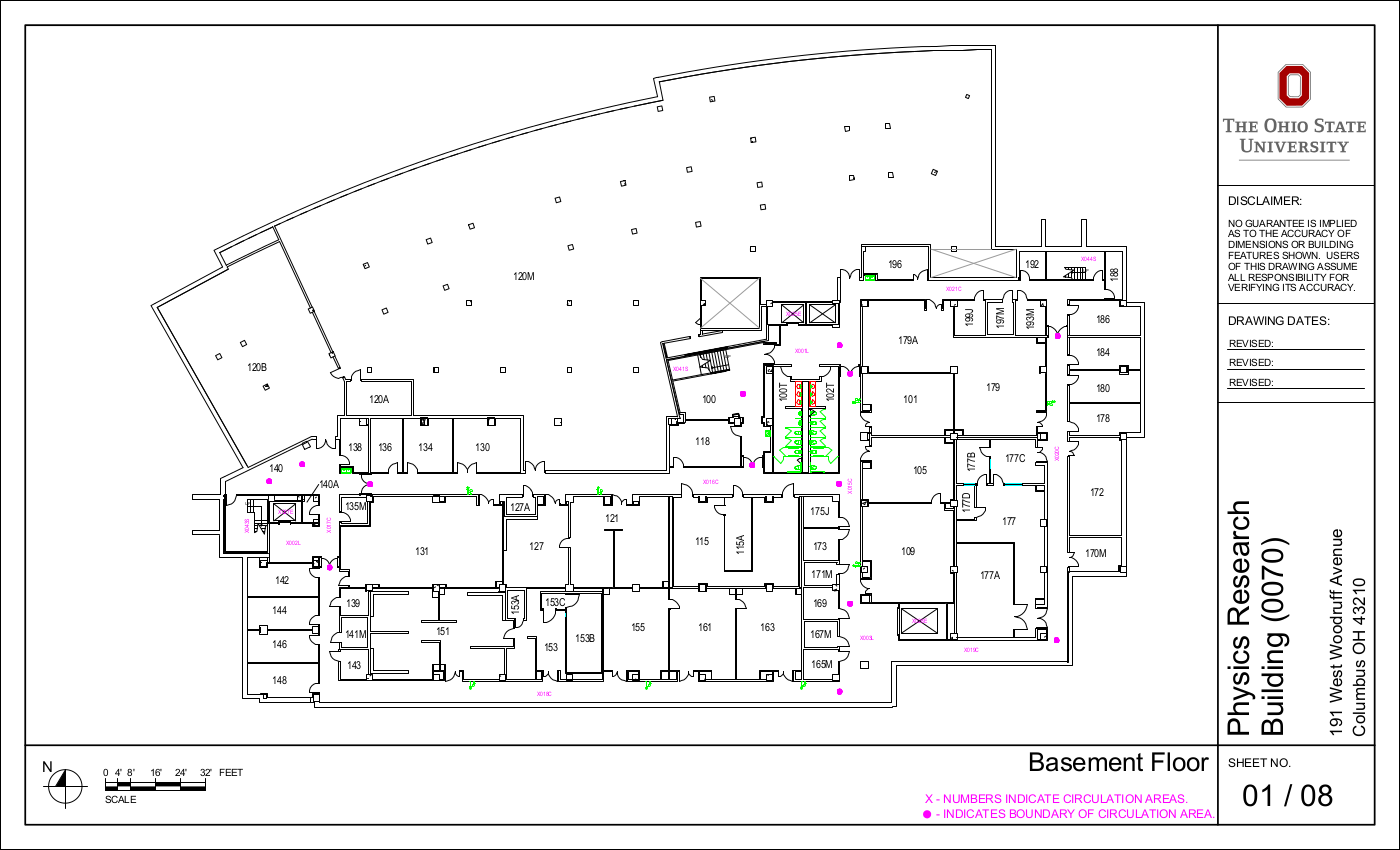 196
192
X044S
188
120M
X021C
199J
197M
193M
186
179A
X001L
184
X041S
120B
179
180
120A
100
100T
102T
101
178
138
136
134
130
118
140
177B
177C
X020C
105
140A
X016C
X015C
172
135M
127A
177D
X043S
X017C
121
175J
177
131
127
115
115A
173
109
X002L
170M
142
171M
177A
139
153A
153C
169
144
141M
151
153B
155
161
163
167M
X003L
146
153
143
165M
X019C
148
X018C
THE OHIO STATE
UNIVERSITY
DISCLAIMER:
NO GUARANTEE IS IMPLIED
AS TO THE ACCURACY OF
DIMENSIONS OR BUILDING
FEATURES SHOWN. USERS
OF THIS DRAWING ASSUME
ALL RESPONSIBILITY FOR
VERIFYING ITS ACCURACY.
DRAWING DATES:
REVISED:
REVISED:
REVISED:
Physics Research
Building (0070)
191 West Woodruff Avenue
Columbus OH 43210
N
0 4' 8' 16' 24' 32' FEET
SCALE
Basement Floor
X - NUMBERS INDICATE CIRCULATION AREAS.
- INDICATES BOUNDARY OF CIRCULATION AREA.
SHEET NO.
01 / 08